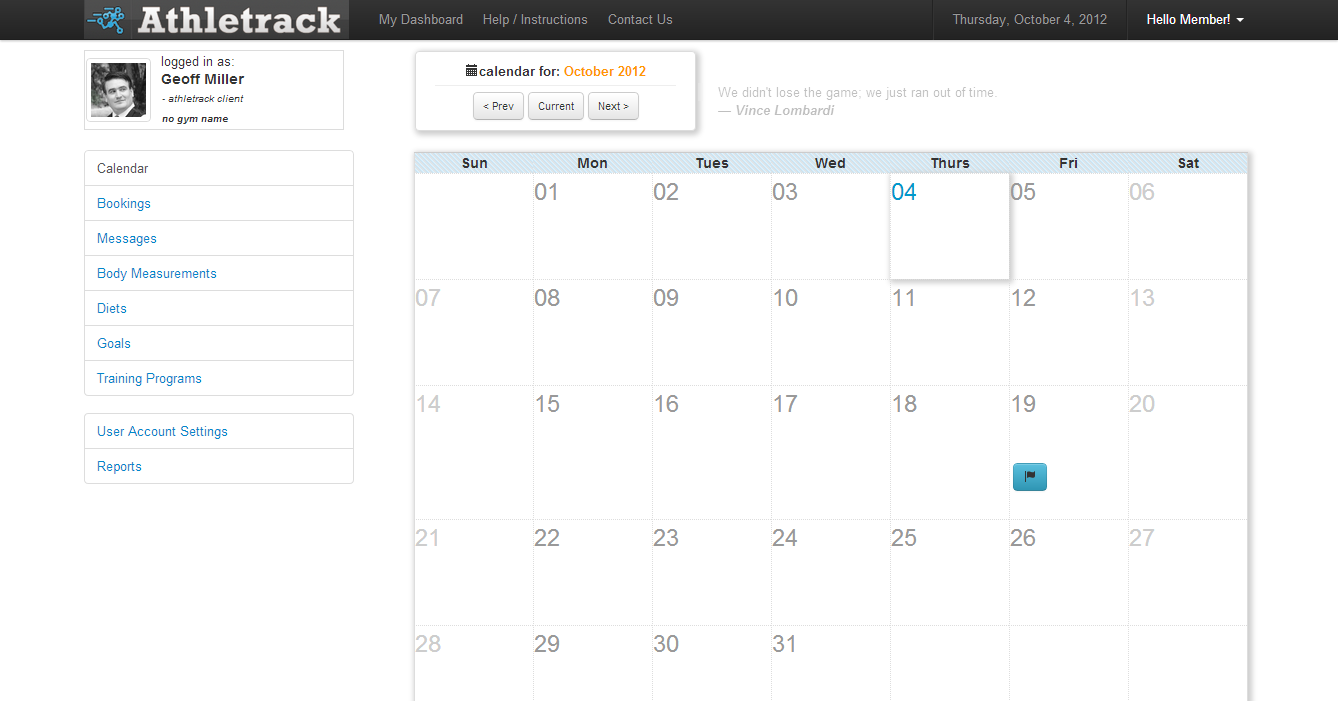 Athletrack
My Dashboard Help / Instructions Contact Us
Thursday, October 4, 2012
Hello Member!
logged in as:
Geoff Miller
- athletrack client
no gym name
Calendar
Bookings
Messages
Body Measurements
Diets
Goals
Training Programs
User Account Settings
Reports
calendar for: October 2012
< Prev Current Next >
We didn't lose the game; we just ran out of time.
— Vince Lombardi
Sun Mon Tues Wed Thurs Fri Sat
01 02 03 04 05 06
07 08 09 10 11 12 13
14 15 16 17 18 19 20
21 22 23 24 25 26 27
28 29 30 31